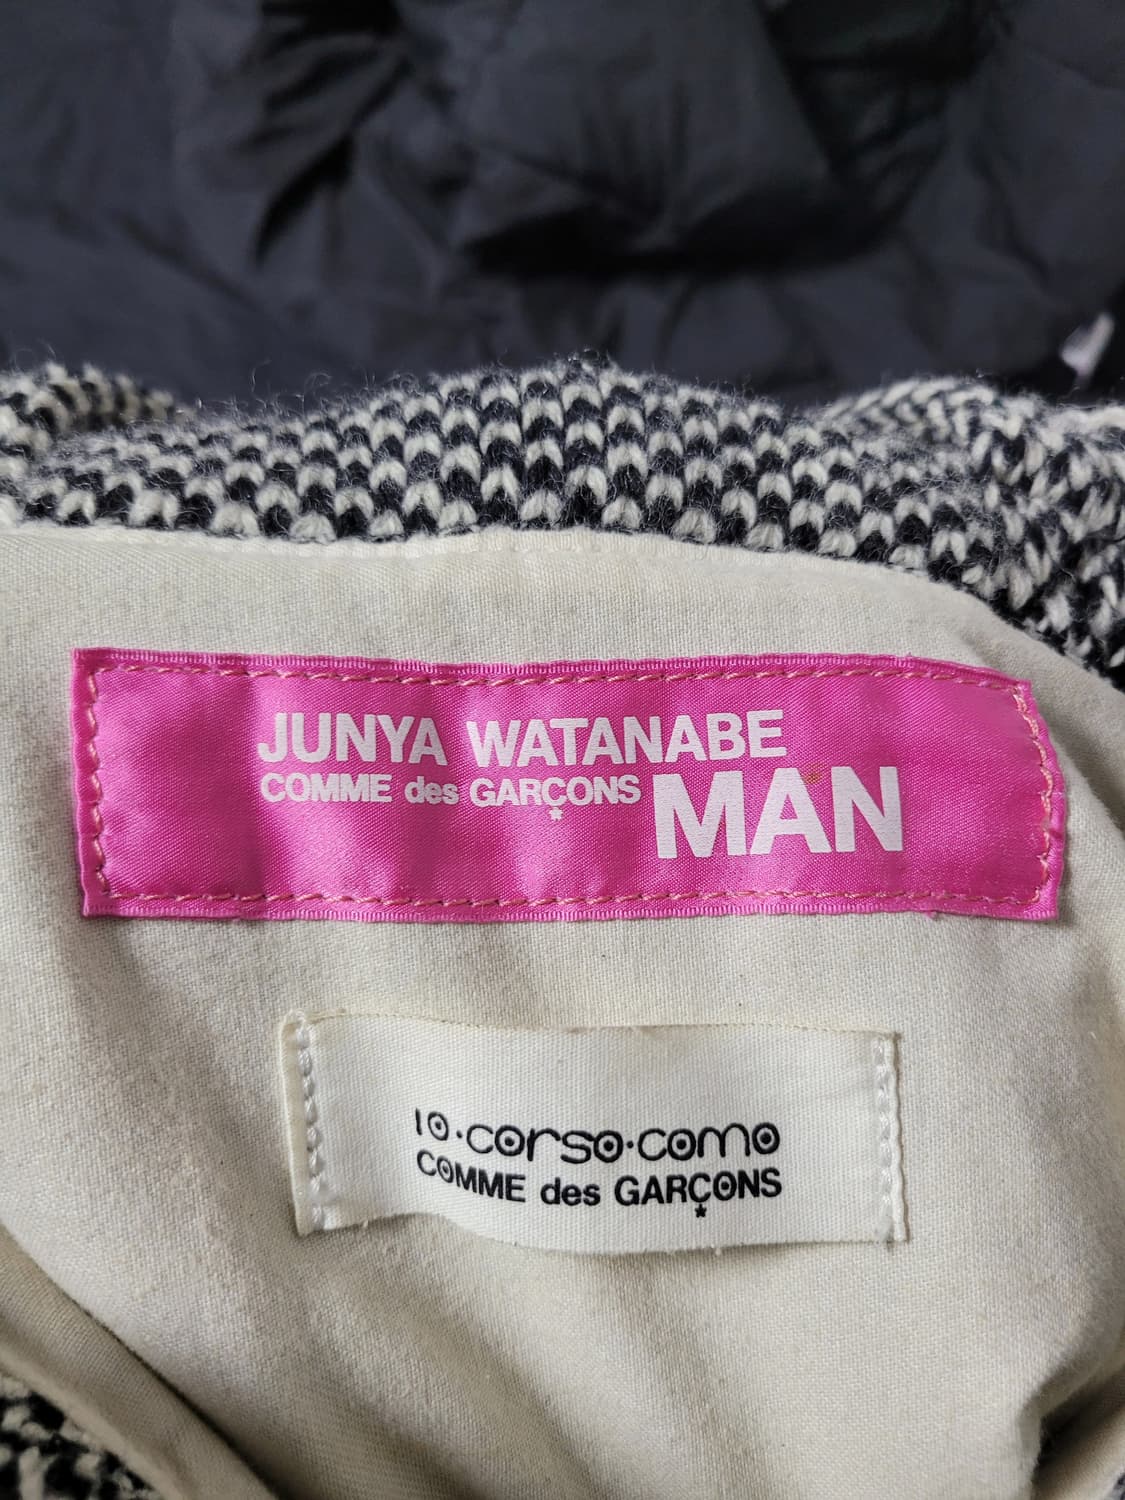 JUNYA WATANABE
COMME des GARÇONS MAN
10·corso·como
COMME des GARÇONS